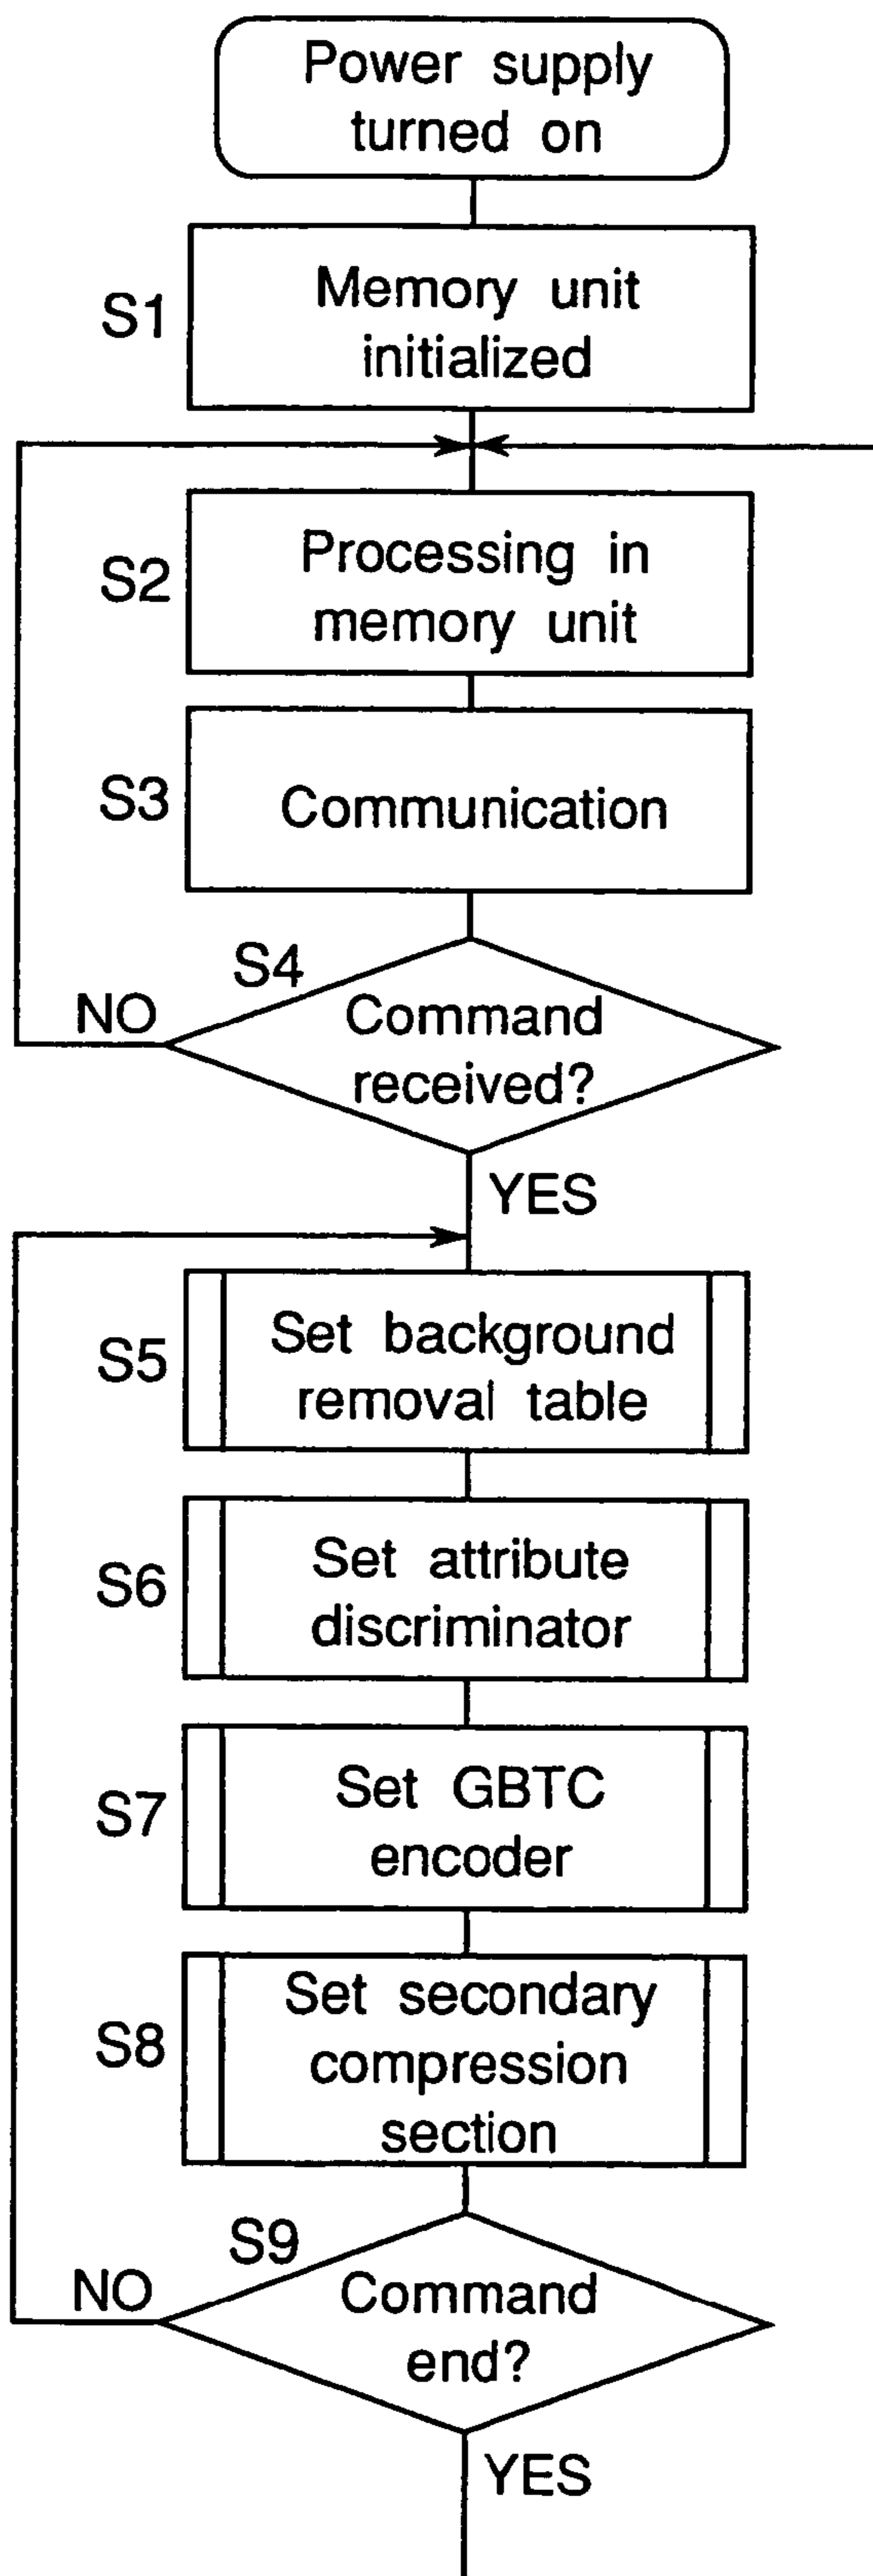 Power supply
turned on
S1
Memory unit
initialized
S2
Processing in
memory unit
S3
Communication
S4
NO
Command
received?
YES
S5
Set background
removal table
S6
Set attribute
discriminator
S7
Set GBTC
encoder
S8
Set secondary
compression
section
S9
NO
Command
end?
YES